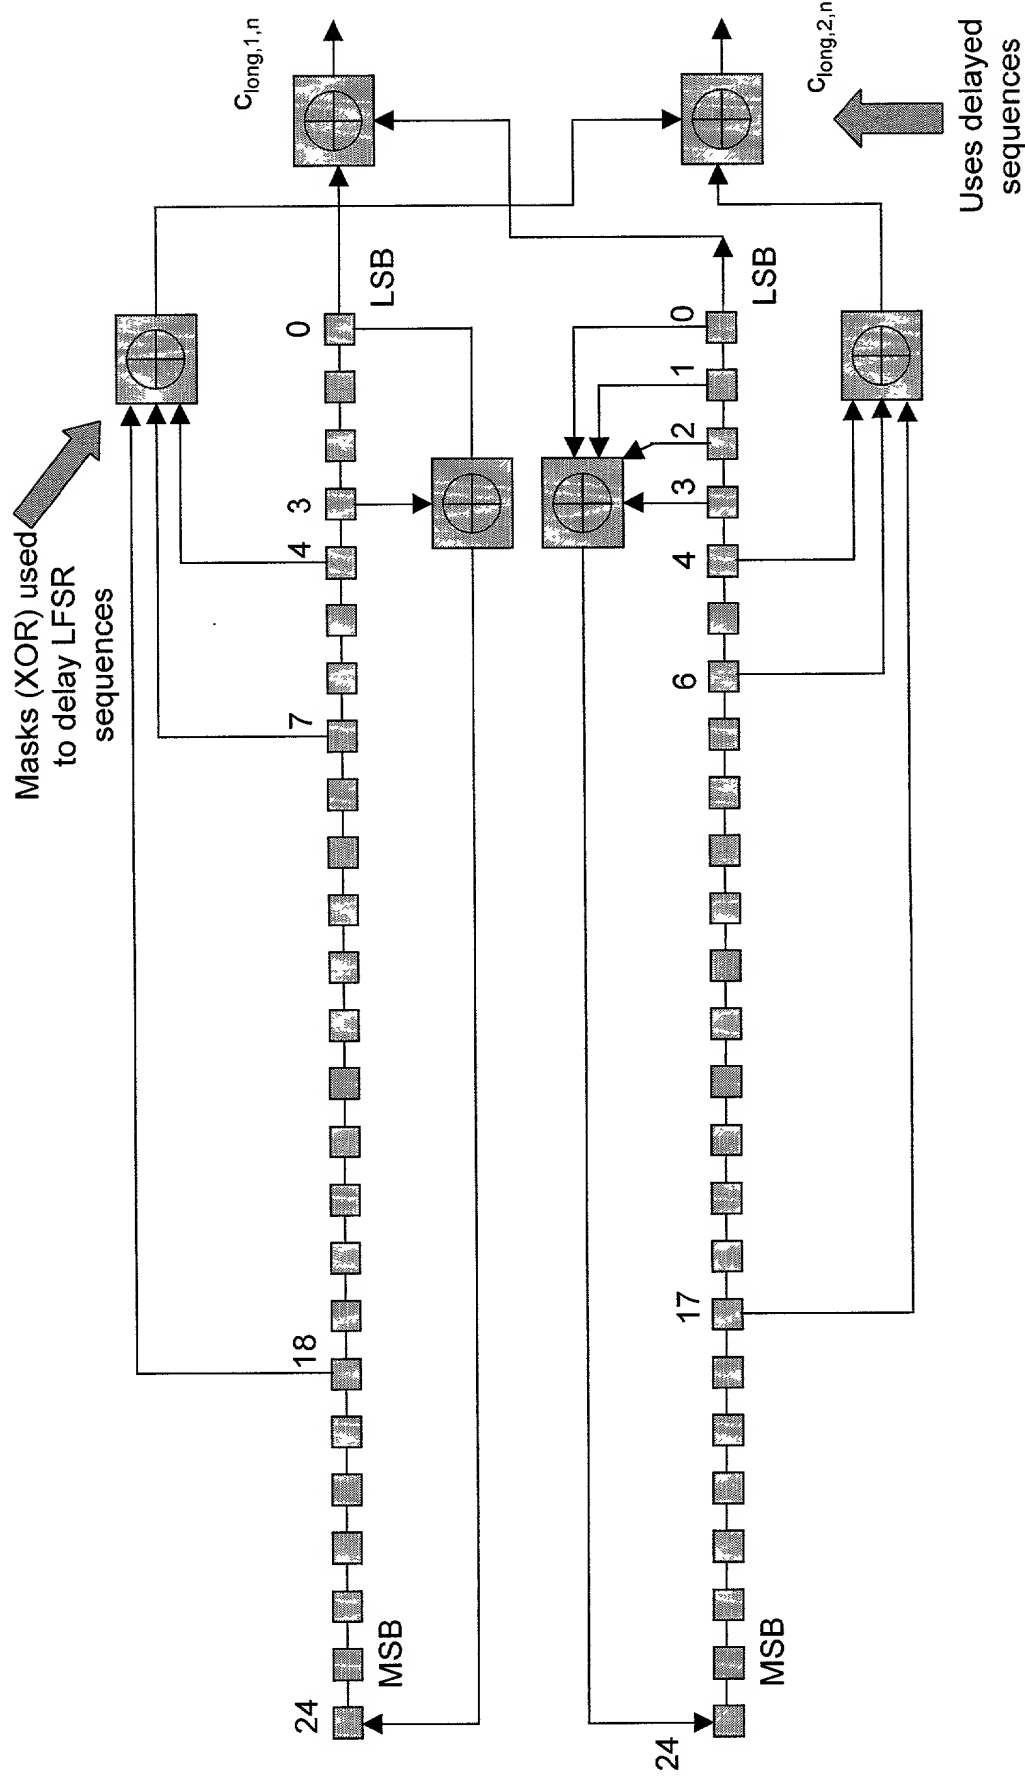 Masks (XOR) used
to delay LFSR
sequences
c_long,1,n
c_long,2,n
Uses delayed
sequences
24
18
7
4
3
0
MSB
LSB
24
17
6
4
3
2
1
0
MSB
LSB